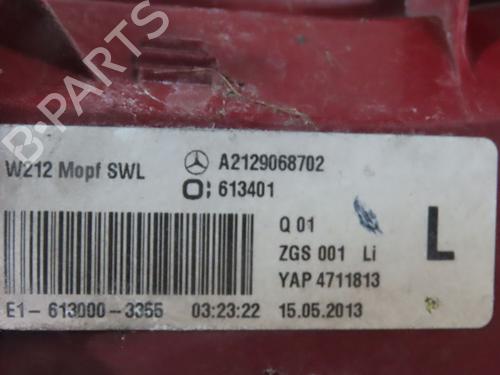 B-PARTS
W212 Mopf SWL A2129068702
O; 613401
Q 01
ZGS 001 Li
L
YAP 4711813
E1- 613000- 3355 03:23:22 15.05.2013